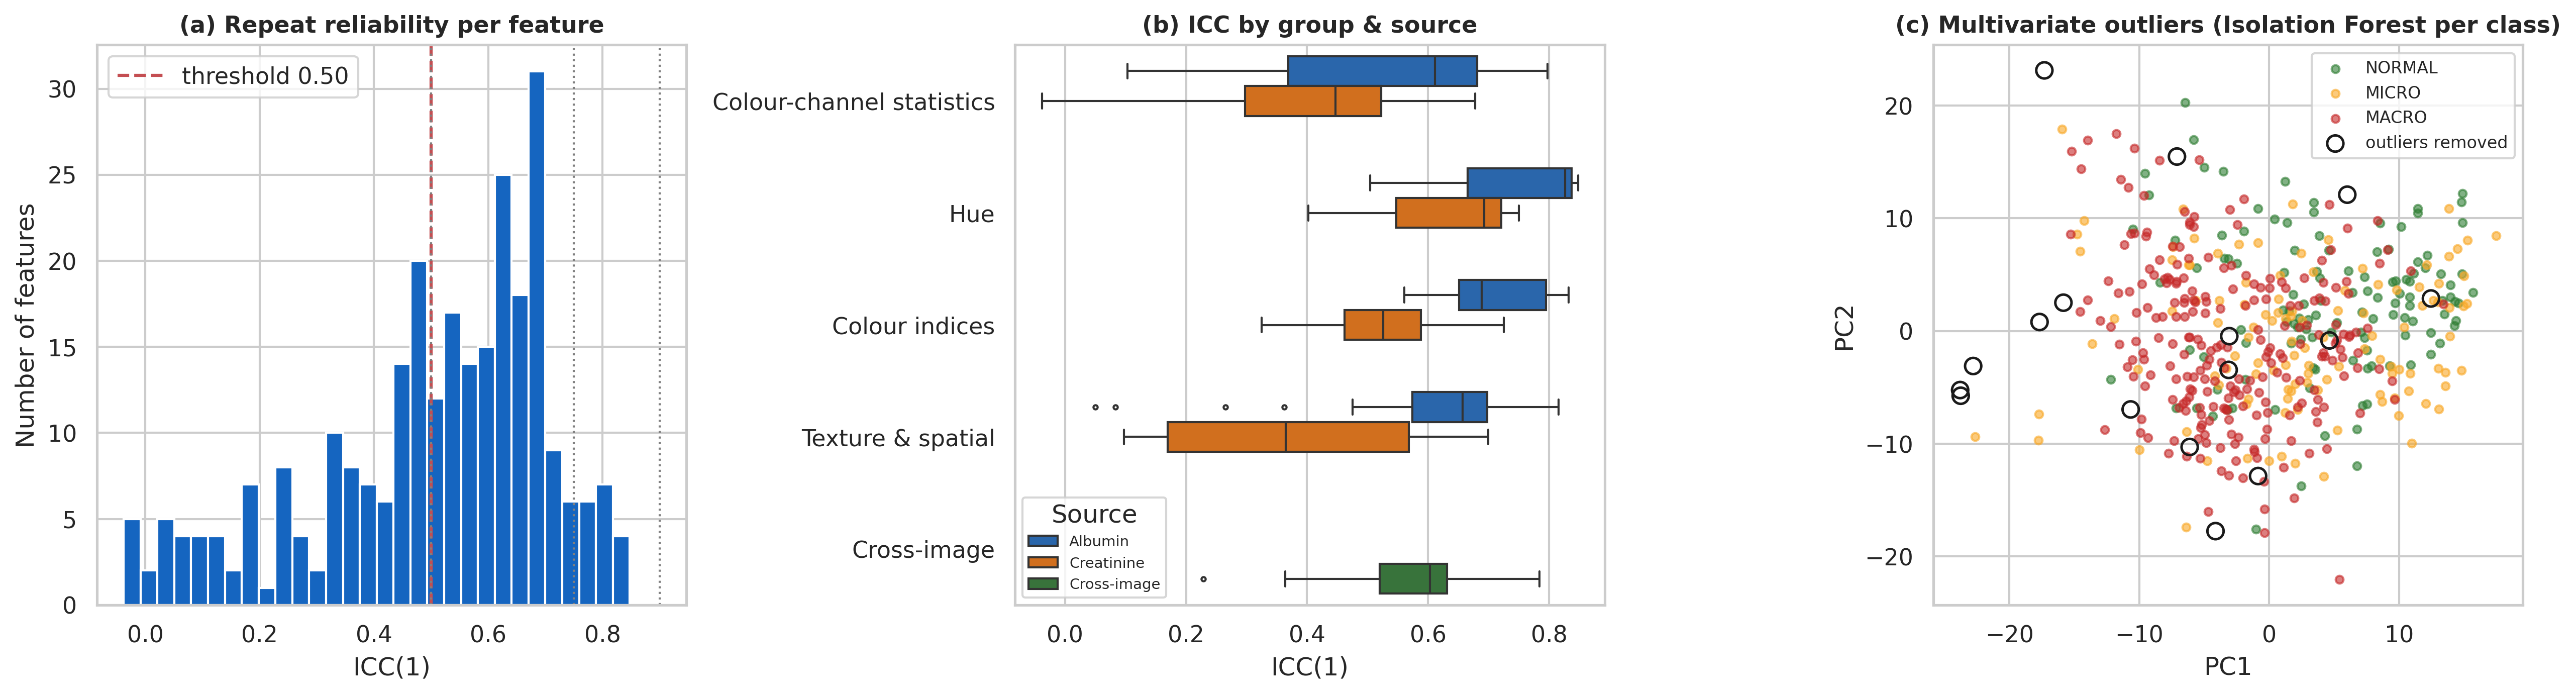 (a) Repeat reliability per feature
threshold 0.50
Number of features
30
25
20
15
10
5
0
0.0 0.2 0.4 0.6 0.8
ICC(1)
(b) ICC by group & source
Colour-channel statistics
Hue
Colour indices
Texture & spatial
Cross-image
Source
Albumin
Creatinine
Cross-image
0.0 0.2 0.4 0.6 0.8
ICC(1)
(c) Multivariate outliers (Isolation Forest per class)
NORMAL
MICRO
MACRO
outliers removed
PC2
20
10
0
−10
−20
−20 −10 0 10
PC1